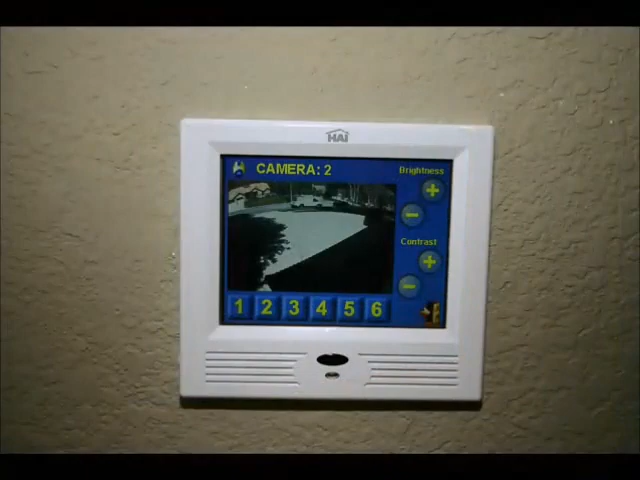 HAI
CAMERA: 2
Brightness
+
-
Contrast
+
-
1 2 3 4 5 6